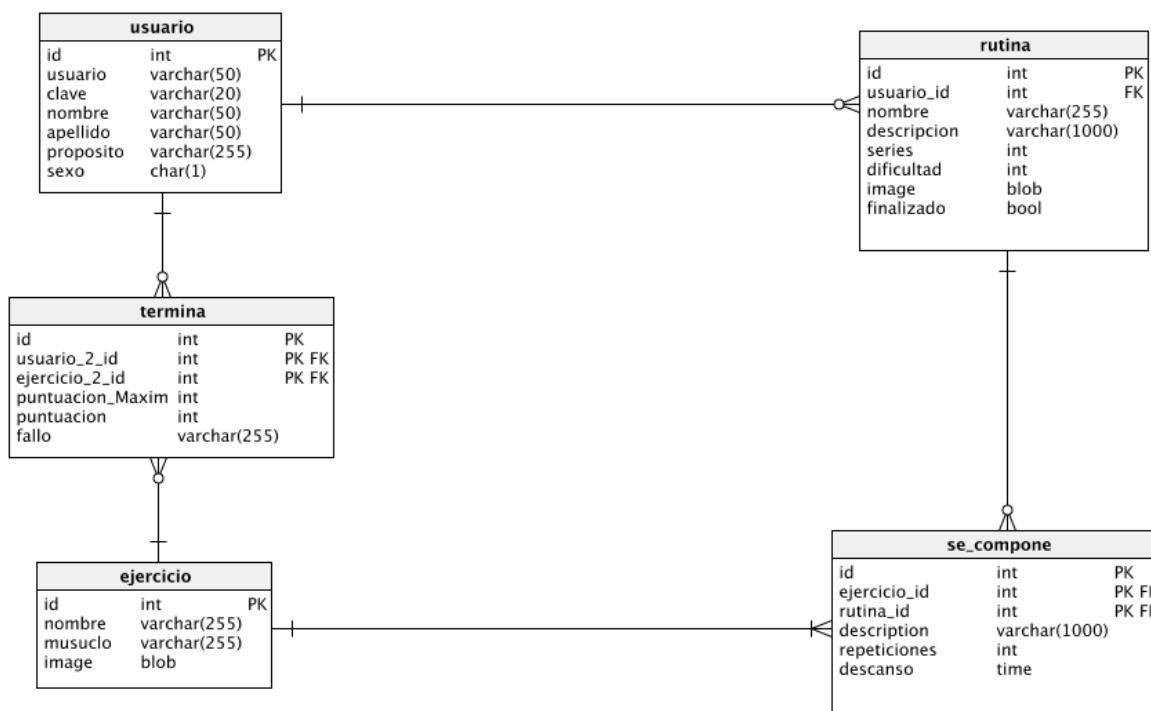 usuario
id int PK
usuario varchar(50)
clave varchar(20)
nombre varchar(50)
apellido varchar(50)
proposito varchar(255)
sexo char(1)
rutina
id int PK
usuario_id int FK
nombre varchar(255)
descripcion varchar(1000)
series int
dificultad int
image blob
finalizado bool
termina
id int PK
usuario_2_id int PK FK
ejercicio_2_id int PK FK
puntuacion_Maxim int
puntuacion int
fallo varchar(255)
ejercicio
id int PK
nombre varchar(255)
musuclo varchar(255)
image blob
se_compone
id int PK
ejercicio_id int PK F
rutina_id int PK F
description varchar(1000)
repeticiones int
descanso time